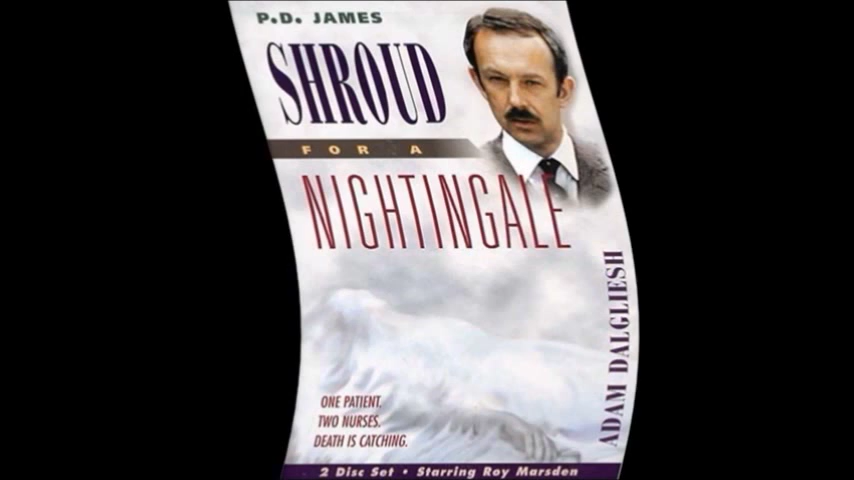 P.D. JAMES
SHROUD
FOR A
NIGHTINGALE
ADAM DALGLIESH
ONE PATIENT.
TWO NURSES.
DEATH IS CATCHING.
2 Disc Set • Starring Roy Marsden